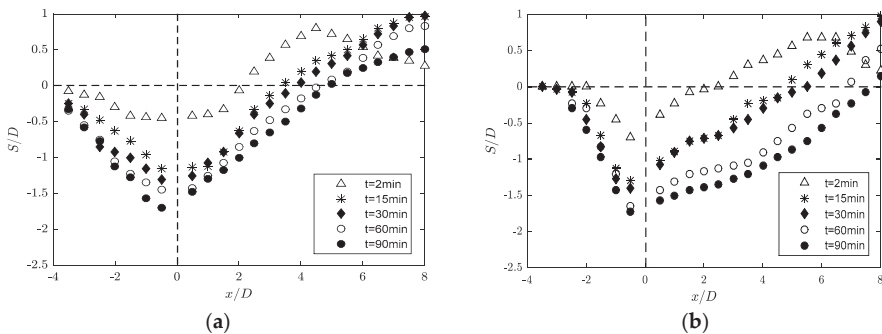 1
0.5
0
-0.5
-1
-1.5
-2
-2.5
S/D
-4 -2 0 2 4 6 8
x/D
t=2min
t=15min
t=30min
t=60min
t=90min
(a)
1
0.5
0
-0.5
-1
-1.5
-2
-2.5
S/D
-4 -2 0 2 4 6 8
x/D
t=2min
t=15min
t=30min
t=60min
t=90min
(b)